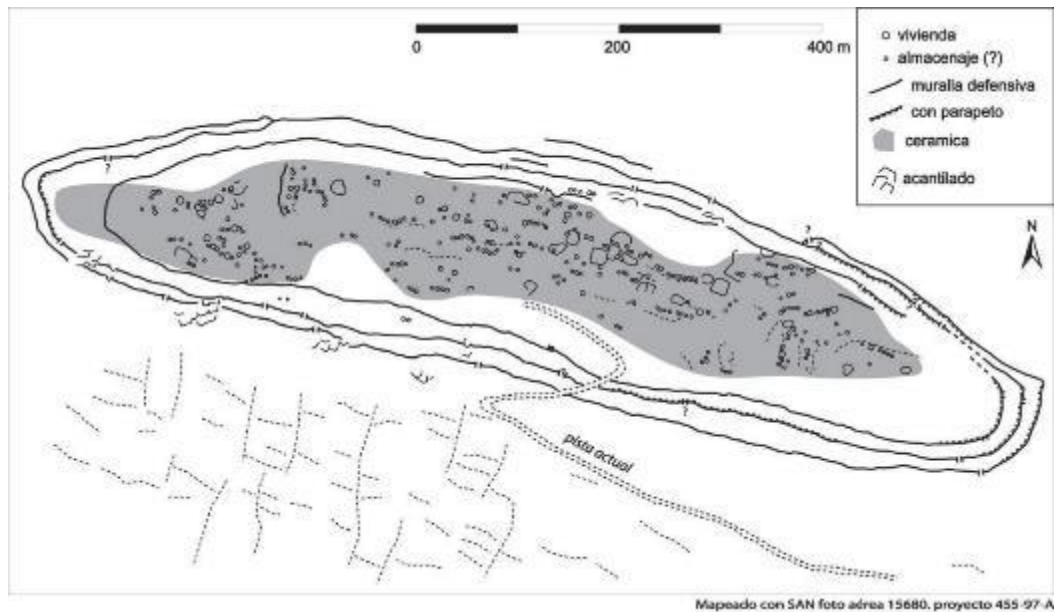 0 200 400 m
vivienda
almacenaje (?)
muralla defensiva
con parapeto
ceramica
acantilado
N
?
?
?
pista actual
Mapeado con SAN foto aérea 15680, proyecto 455-97-A